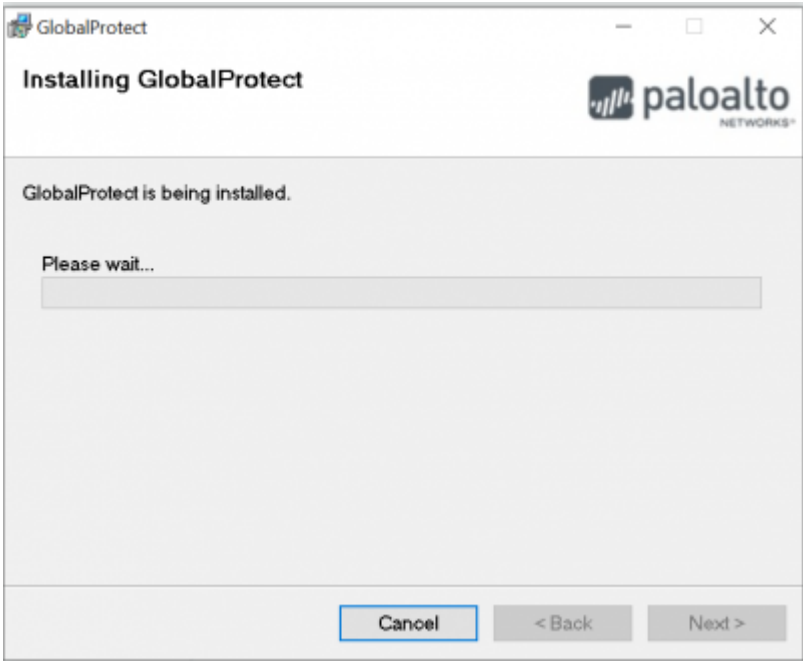 GlobalProtect
Installing GlobalProtect
paloalto
NETWORKS
GlobalProtect is being installed.
Please wait...
Cancel
< Back
Next >